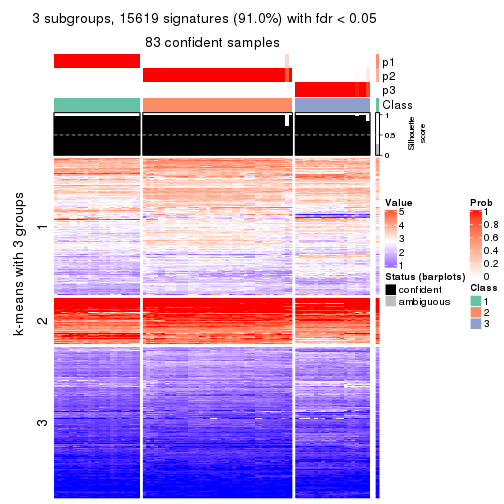 3 subgroups, 15619 signatures (91.0%) with fdr < 0.05
83 confident samples
p1
p2
p3
Class
1
0.5
0
Silhouette
score
k-means with 3 groups
1
2
3
Value
5
4
3
2
1
Status (barplots)
confident
ambiguous
Prob
1
0.8
0.6
0.4
0.2
0
Class
1
2
3